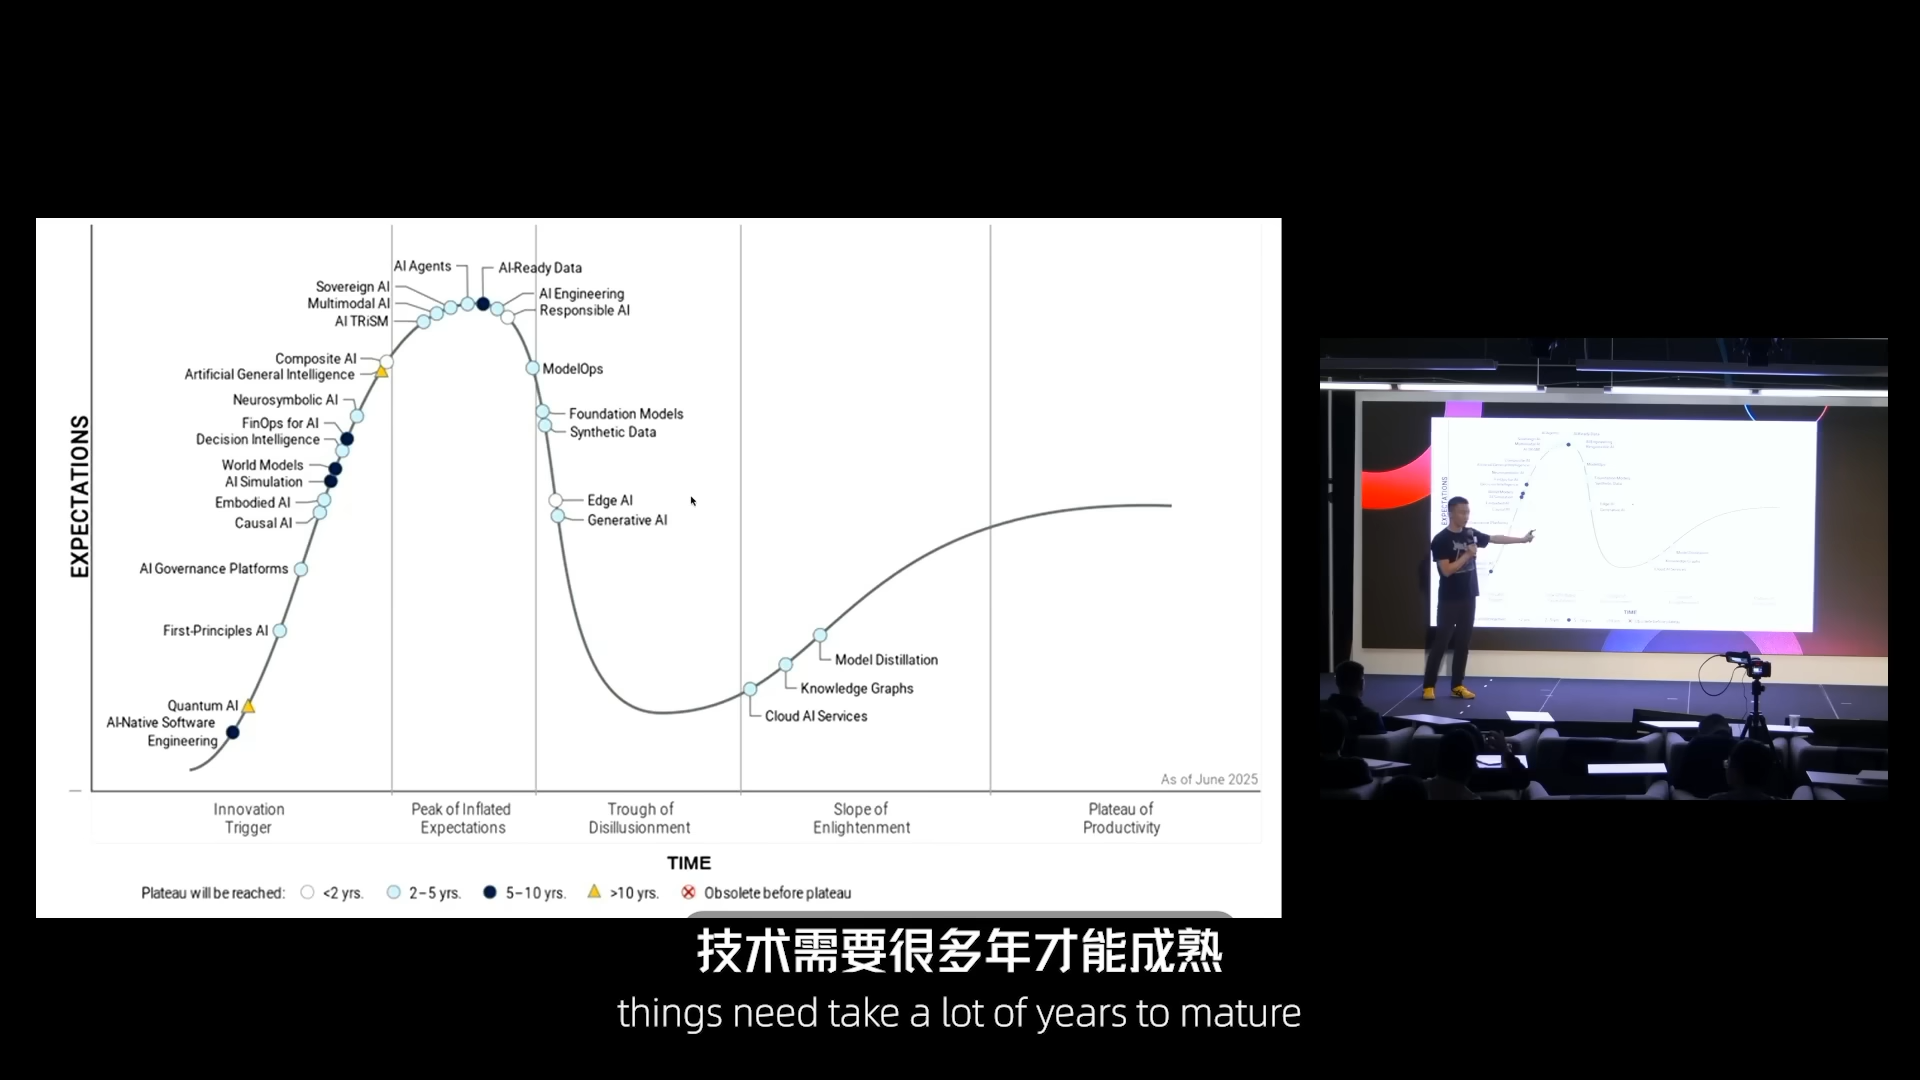 AI Agents
AI-Ready Data
Sovereign AI
Multimodal AI
AI TRiSM
AI Engineering
Responsible AI
Composite AI
Artificial General Intelligence
ModelOps
Neurosymbolic AI
FinOps for AI
Decision Intelligence
Foundation Models
Synthetic Data
World Models
AI Simulation
Embodied AI
Causal AI
Edge AI
Generative AI
AI Governance Platforms
First-Principles AI
Quantum AI
AI-Native Software
Engineering
Model Distillation
Knowledge Graphs
Cloud AI Services
EXPECTATIONS
As of June 2025
Innovation
Trigger
Peak of Inflated
Expectations
Trough of
Disillusionment
Slope of
Enlightenment
Plateau of
Productivity
TIME
Plateau will be reached: <2 yrs. 2–5 yrs. 5–10 yrs. >10 yrs. Obsolete before plateau
EXPECTATIONS
TIME
技术需要很多年才能成熟
things need take a lot of years to mature